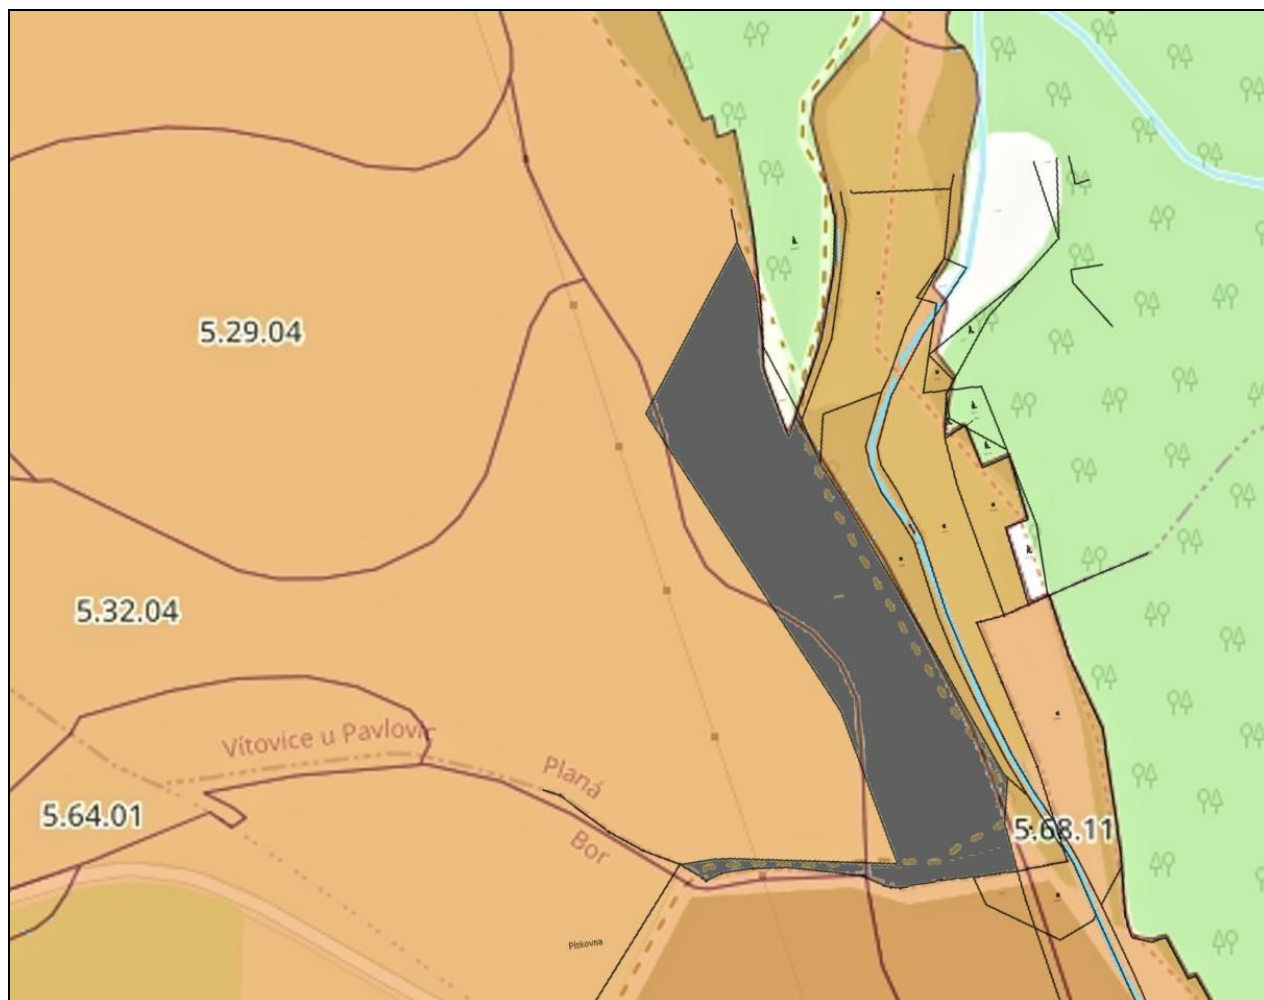 5.29.04
5.32.04
Vítovice u Pavlovic
Planá
5.64.01
5.68.11
Bor
Pískovna